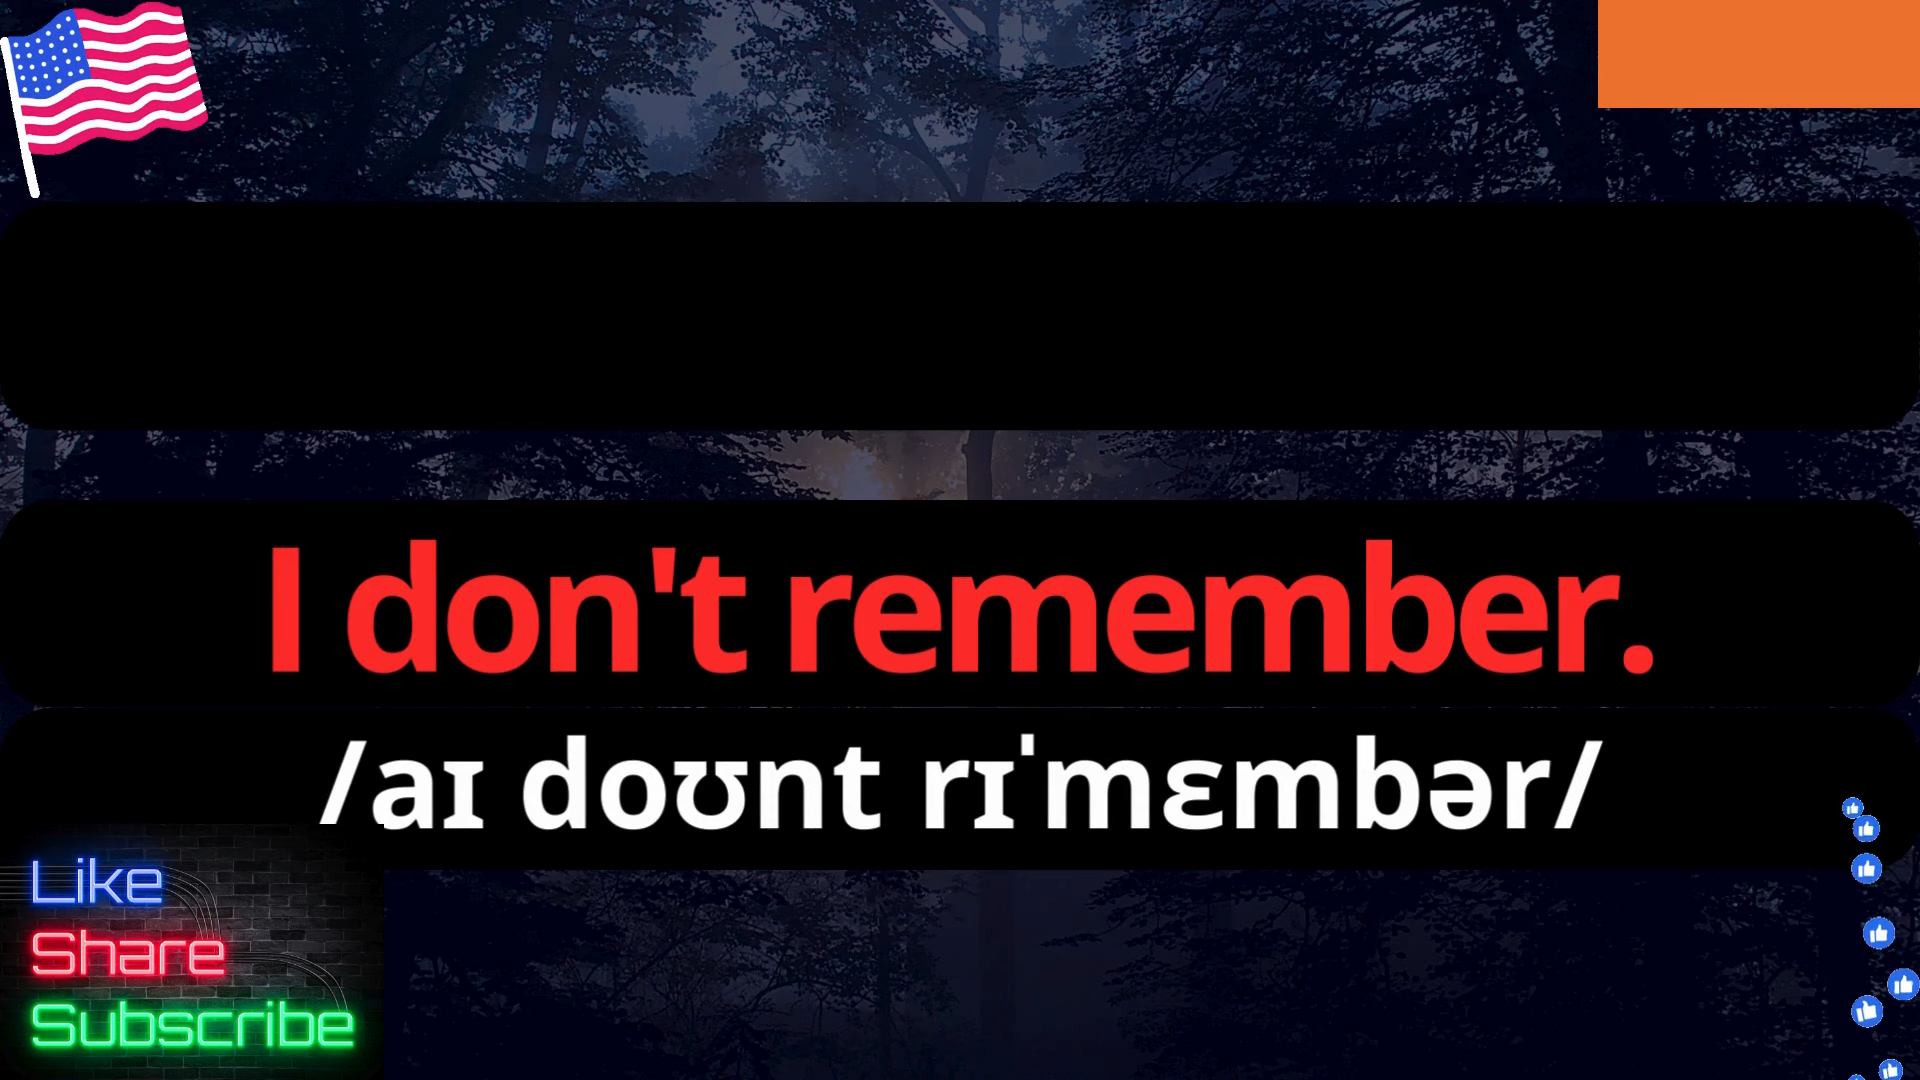 I don't remember.
/aɪ doʊnt rɪˈmɛmbər/
Like
Share
Subscribe